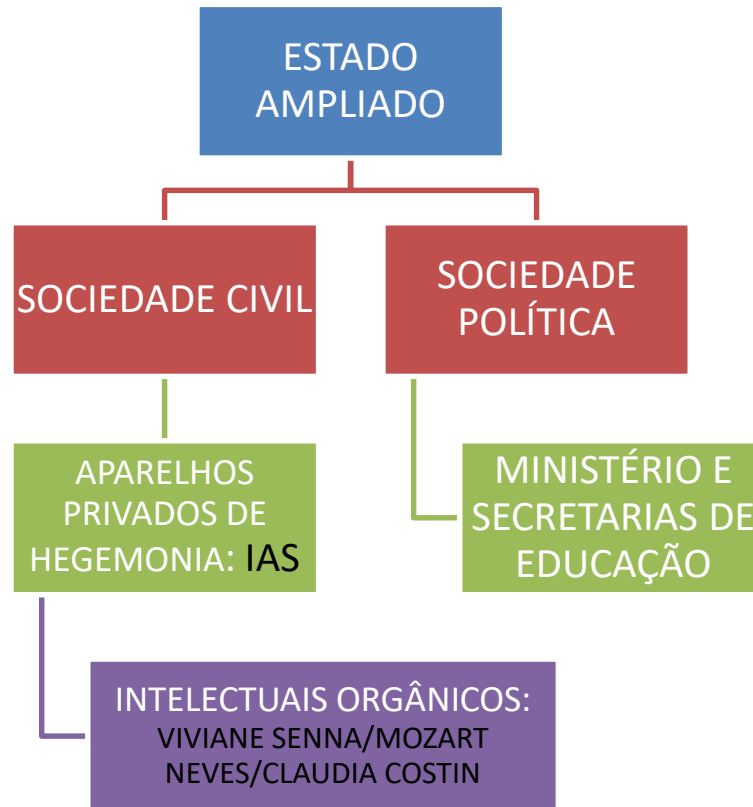 ESTADO
AMPLIADO
SOCIEDADE CIVIL
SOCIEDADE
POLÍTICA
APARELHOS
PRIVADOS DE
HEGEMONIA: IAS
MINISTÉRIO E
SECRETARIAS DE
EDUCAÇÃO
INTELECTUAIS ORGÂNICOS:
VIVIANE SENNA/MOZART
NEVES/CLAUDIA COSTIN